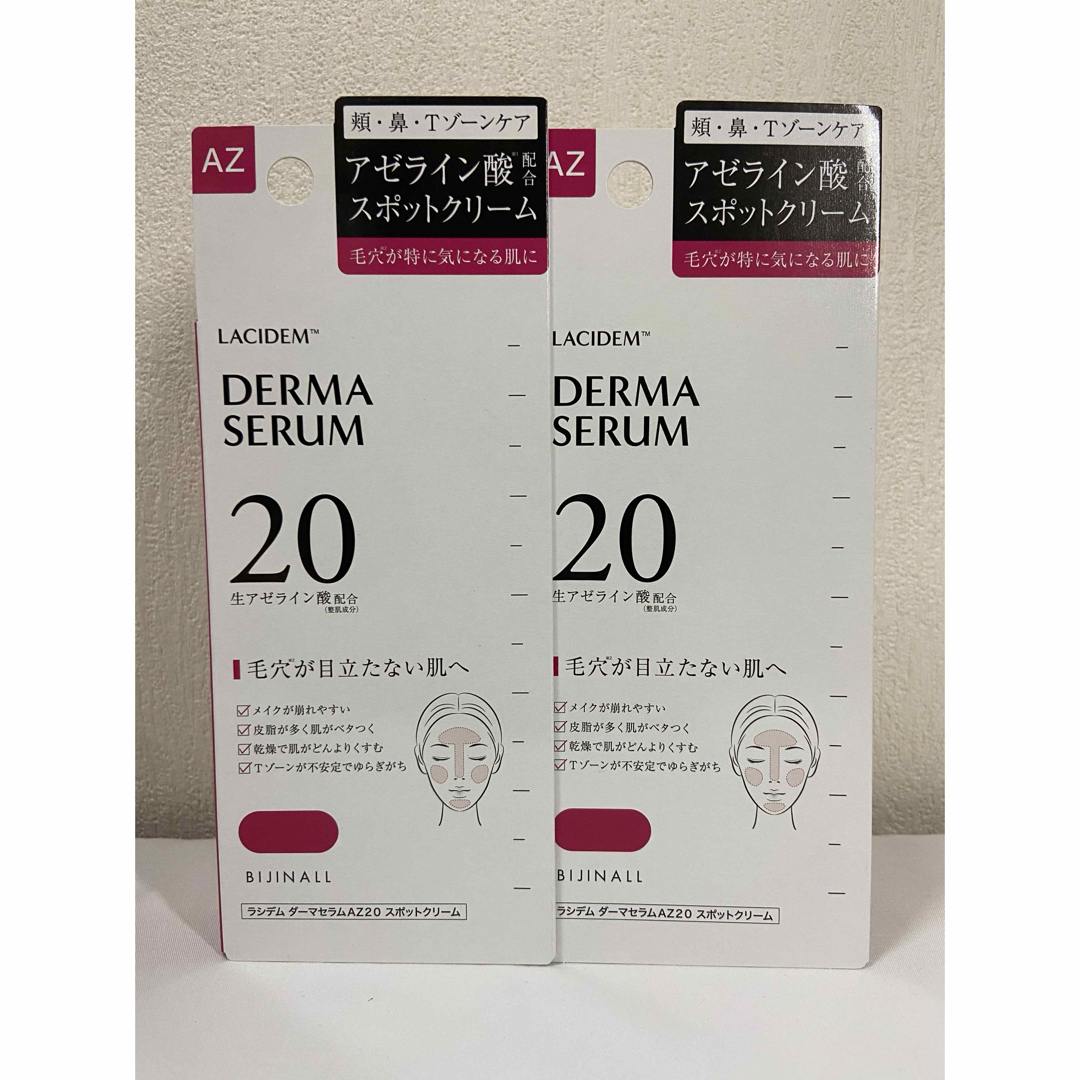 AZ
頬・鼻・Tゾーンケア
アゼライン酸※1配合
スポットクリーム
毛穴※2が特に気になる肌に
LACIDEM™
DERMA
SERUM
20
生アゼライン酸配合
(整肌成分)
毛穴※2が目立たない肌へ
メイクが崩れやすい
皮脂が多く肌がベタつく
乾燥で肌がどんよりくすむ
Tゾーンが不安定でゆらぎがち
BIJINALL
ラシデム ダーマセラムAZ20 スポットクリーム
AZ
頬・鼻・Tゾーンケア
アゼライン酸配合
スポットクリーム
毛穴※2が特に気になる肌に
LACIDEM™
DERMA
SERUM
20
生アゼライン酸配合
(整肌成分)
毛穴※2が目立たない肌へ
メイクが崩れやすい
皮脂が多く肌がベタつく
乾燥で肌がどんよりくすむ
Tゾーンが不安定でゆらぎがち
BIJINALL
ラシデム ダーマセラムAZ20 スポットクリーム